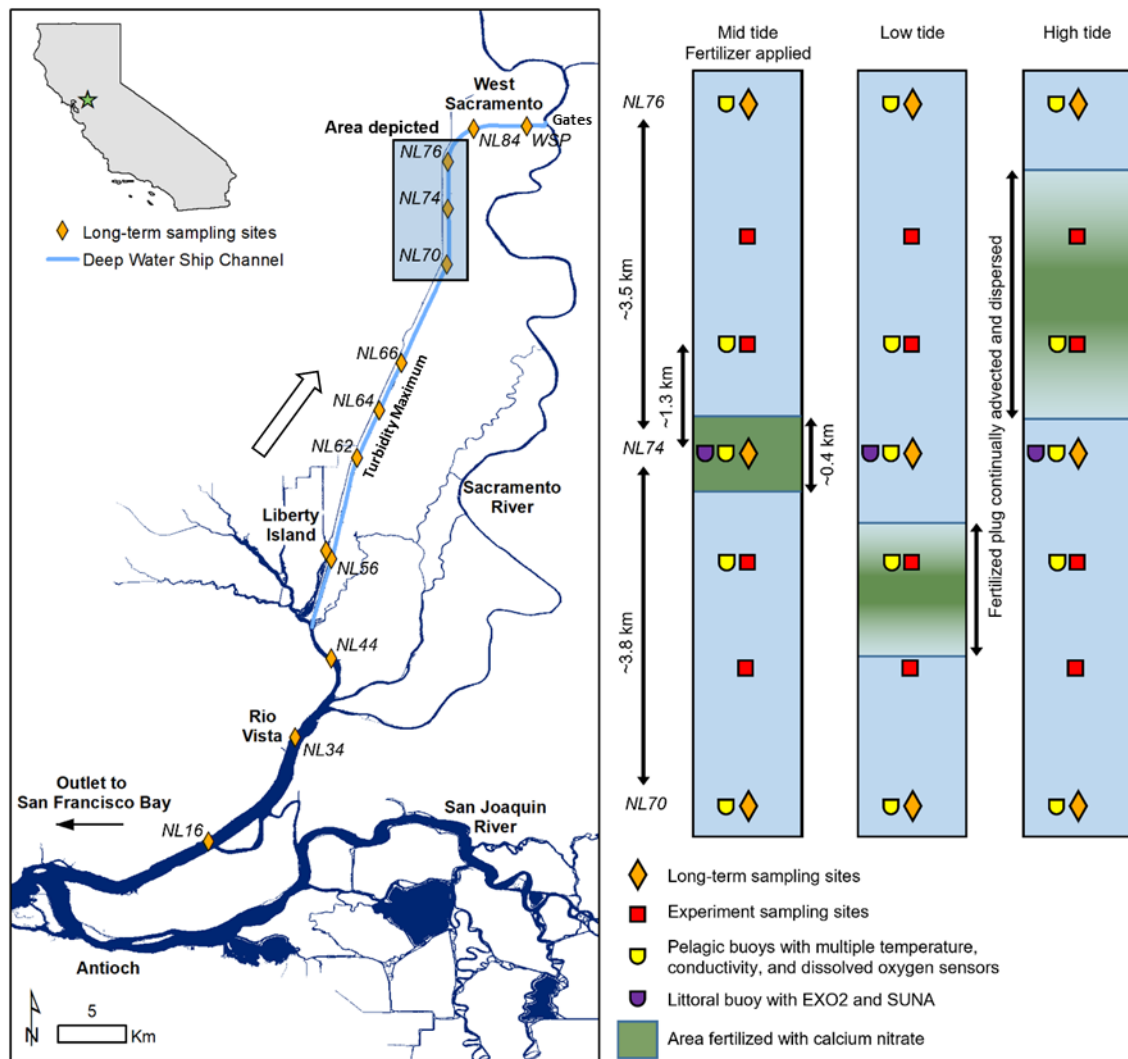 West
Sacramento
Gates
Area depicted
NL84
WSP
NL76
NL74
NL70
Long-term sampling sites
Deep Water Ship Channel
NL66
NL64
Turbidity Maximum
NL62
Sacramento
River
Liberty
Island
NL56
NL44
Rio
Vista
NL34
Outlet to
San Francisco Bay
San Joaquin
River
NL16
Antioch
N
5
Km
Mid tide
Fertilizer applied
Low tide
High tide
NL76
~3.5 km
~1.3 km
NL74
~0.4 km
~3.8 km
NL70
Fertilized plug continually advected and dispersed
Long-term sampling sites
Experiment sampling sites
Pelagic buoys with multiple temperature,
conductivity, and dissolved oxygen sensors
Littoral buoy with EXO2 and SUNA
Area fertilized with calcium nitrate